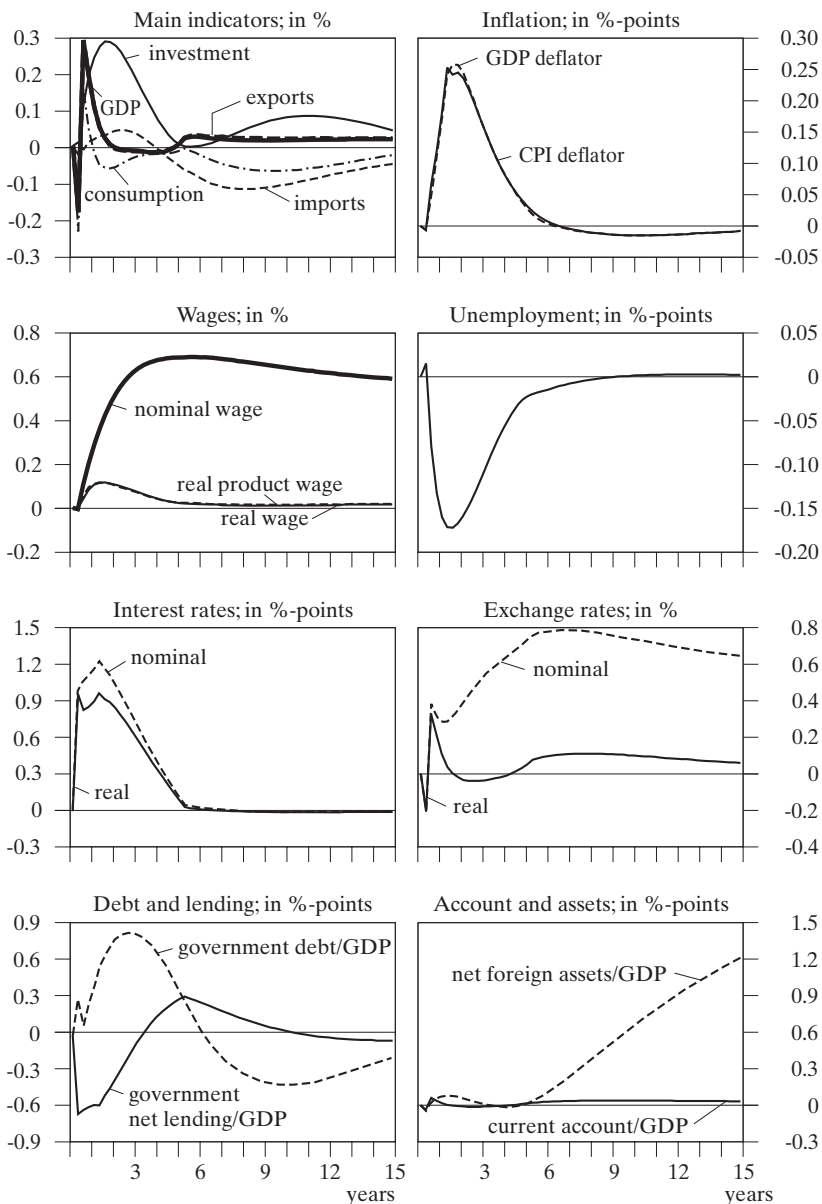 Main indicators; in %
0.3
0.2
0.1
0
-0.1
-0.2
-0.3
investment
GDP
exports
consumption
imports
Inflation; in %-points
0.30
0.25
0.20
0.15
0.10
0.05
0
-0.05
GDP deflator
CPI deflator
Wages; in %
0.8
0.6
0.4
0.2
0
-0.2
nominal wage
real product wage
real wage
Unemployment; in %-points
0.05
0
-0.05
-0.10
-0.15
-0.20
Interest rates; in %-points
1.5
1.2
0.9
0.6
0.3
0
-0.3
nominal
real
Exchange rates; in %
0.8
0.6
0.4
0.2
0
-0.2
-0.4
nominal
real
Debt and lending; in %-points
0.9
0.6
0.3
0
-0.3
-0.6
-0.9
government debt/GDP
government
net lending/GDP
3 6 9 12 15
years
Account and assets; in %-points
1.5
1.2
0.9
0.6
0.3
0
-0.3
net foreign assets/GDP
current account/GDP
3 6 9 12 15
years